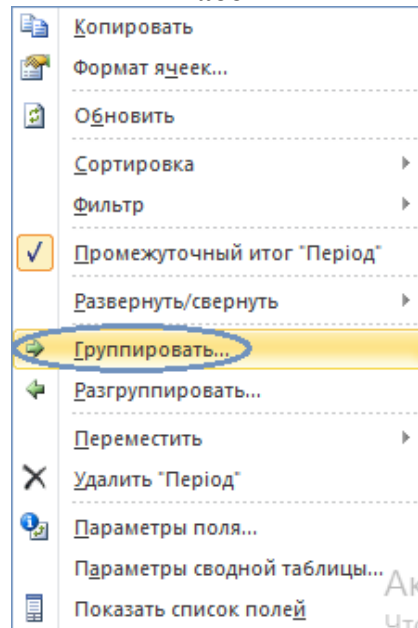 Копировать
Формат ячеек...
Обновить
Сортировка
Фильтр
Промежуточный итог "Період"
Развернуть/свернуть
Группировать...
Разгруппировать...
Переместить
Удалить "Період"
Параметры поля...
Параметры сводной таблицы...
Показать список полей